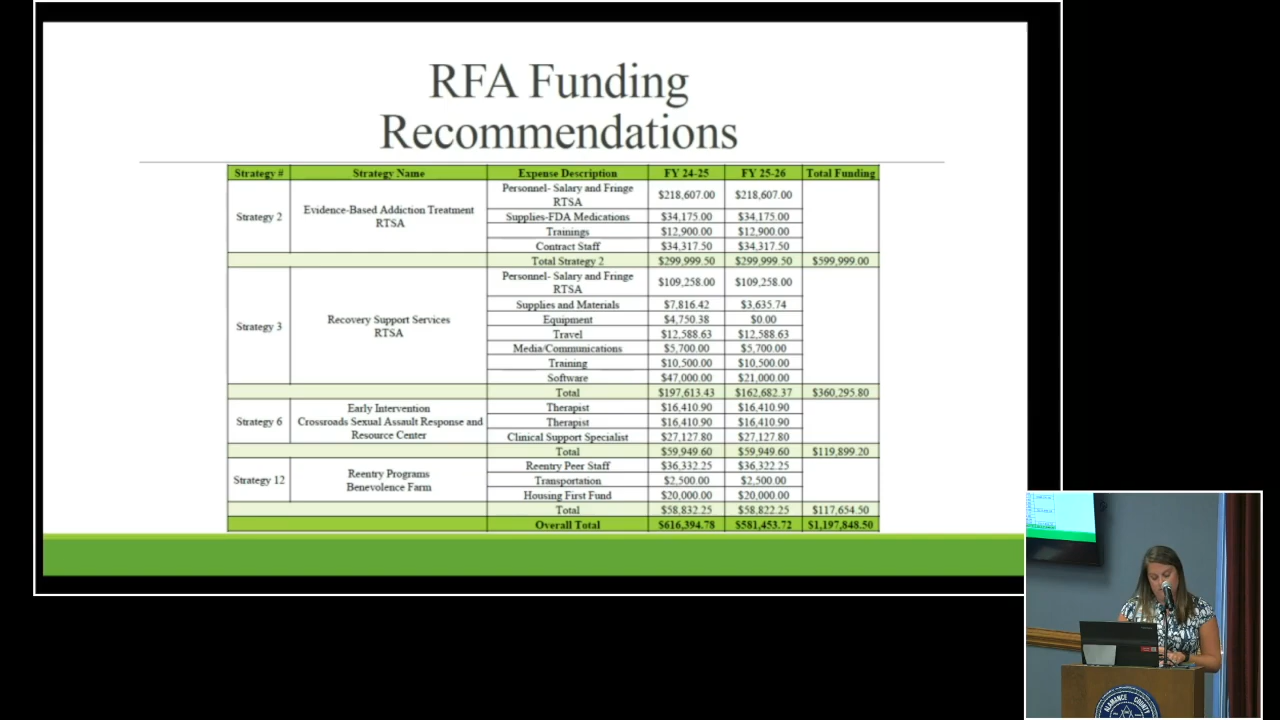 RFA Funding
Recommendations
Strategy # Strategy Name Expense Description FY 24-25 FY 25-26 Total Funding
Strategy 2 Evidence-Based Addiction Treatment RTSA Personnel- Salary and Fringe RTSA $218,607.00 $218,607.00
Supplies-FDA Medications $34,175.00 $34,175.00
Trainings $12,900.00 $12,900.00
Contract Staff $34,317.50 $34,317.50
Total Strategy 2 $299,999.50 $299,999.50 $599,999.00
Strategy 3 Recovery Support Services RTSA Personnel- Salary and Fringe RTSA $109,258.00 $109,258.00
Supplies and Materials $7,816.42 $3,635.74
Equipment $4,750.38 $0.00
Travel $12,588.63 $12,588.63
Media/Communications $5,700.00 $5,700.00
Training $10,500.00 $10,500.00
Software $47,000.00 $21,000.00
Total $197,613.43 $162,682.37 $360,295.80
Strategy 6 Early Intervention Crossroads Sexual Assault Response and Resource Center Therapist $16,410.90 $16,410.90
Therapist $16,410.90 $16,410.90
Clinical Support Specialist $27,127.80 $27,127.80
Total $59,949.60 $59,949.60 $119,899.20
Strategy 12 Reentry Programs Benevolence Farm Reentry Peer Staff $36,332.25 $36,322.25
Transportation $2,500.00 $2,500.00
Housing First Fund $20,000.00 $20,000.00
Total $58,832.25 $58,822.25 $117,654.50
Overall Total $616,394.78 $581,453.72 $1,197,848.50
ALAMANCE COUNTY